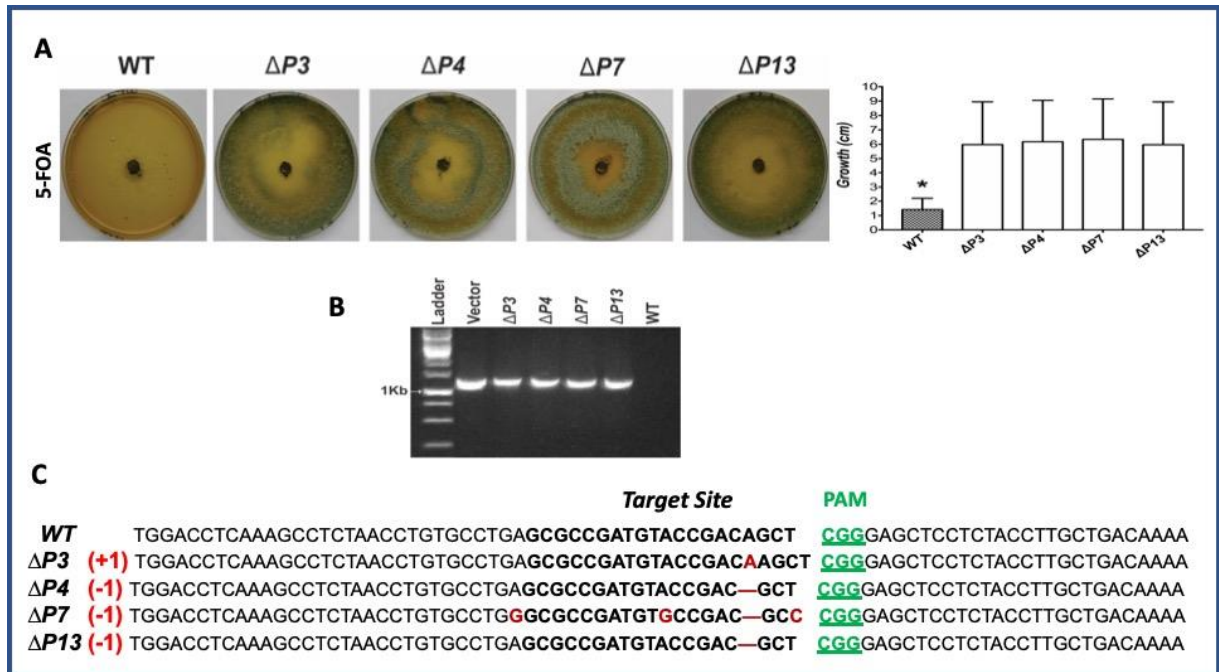 A
WT ΔP3 ΔP4 ΔP7 ΔP13
5-FOA
Growth (cm)
10
9
8
7
6
5
4
3
2
1
0
*
WT ΔP3 ΔP4 ΔP7 ΔP13
B
Ladder Vector ΔP3 ΔP4 ΔP7 ΔP13 WT
1Kb
C
Target Site PAM
WT TGGACCTCAAAGCCTCTAACCTGTGCCTGAGCGCCGATGTACCGACAGCT CGGGAGCTCCTCTACCTTGCTGACAAAA
ΔP3 (+1) TGGACCTCAAAGCCTCTAACCTGTGCCTGAGCGCCGATGTACCGACAAGCT CGGGAGCTCCTCTACCTTGCTGACAAAA
ΔP4 (-1) TGGACCTCAAAGCCTCTAACCTGTGCCTGAGCGCCGATGTACCGAC—GCT CGGGAGCTCCTCTACCTTGCTGACAAAA
ΔP7 (-1) TGGACCTCAAAGCCTCTAACCTGTGCCTGGGCGCCGATGTGCCGAC—GCC CGGGAGCTCCTCTACCTTGCTGACAAAA
ΔP13 (-1) TGGACCTCAAAGCCTCTAACCTGTGCCTGAGCGCCGATGTACCGAC—GCT CGGGAGCTCCTCTACCTTGCTGACAAAA